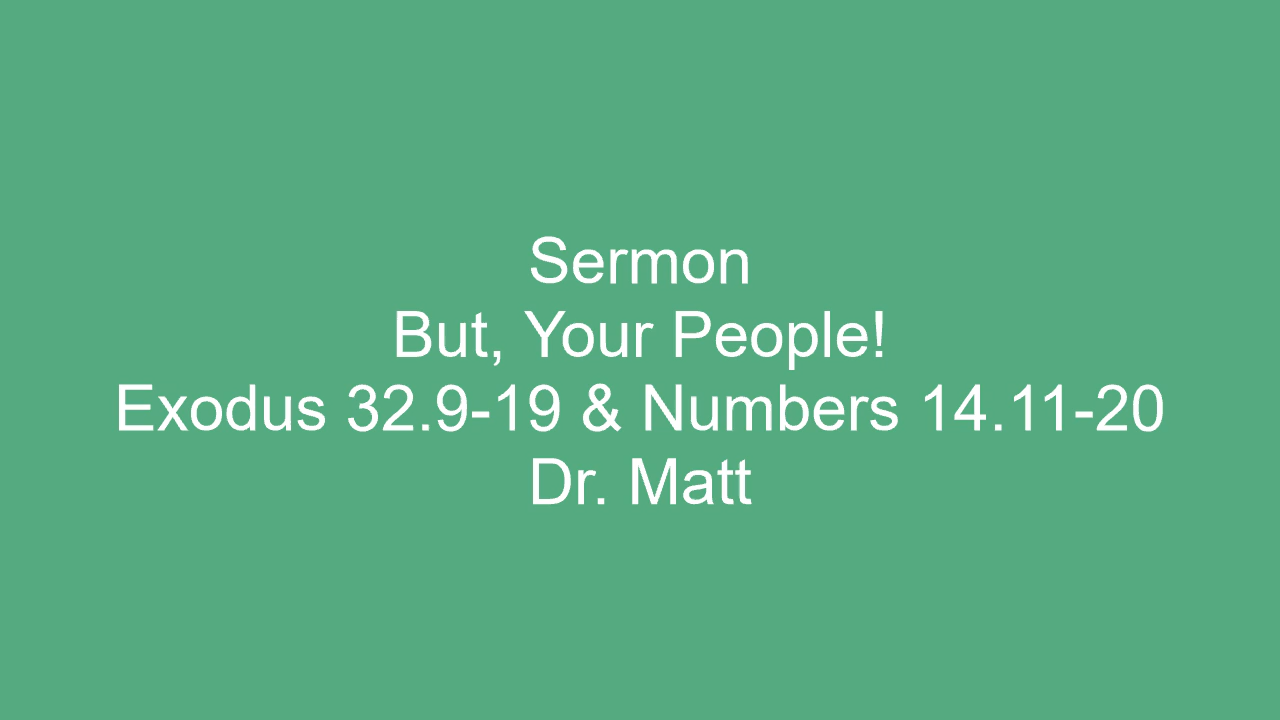 Sermon
But, Your People!
Exodus 32.9-19 & Numbers 14.11-20
Dr. Matt